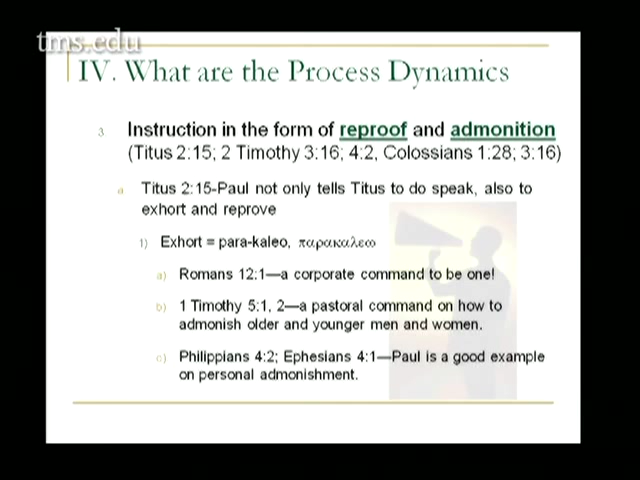 tms.edu
IV. What are the Process Dynamics
3 Instruction in the form of reproof and admonition
(Titus 2:15; 2 Timothy 3:16; 4:2, Colossians 1:28; 3:16)
a Titus 2:15-Paul not only tells Titus to do speak, also to
exhort and reprove
1) Exhort = para-kaleo, παρακαλεω
a) Romans 12:1—a corporate command to be one!
b) 1 Timothy 5:1, 2—a pastoral command on how to
admonish older and younger men and women.
c) Philippians 4:2; Ephesians 4:1—Paul is a good example
on personal admonishment.